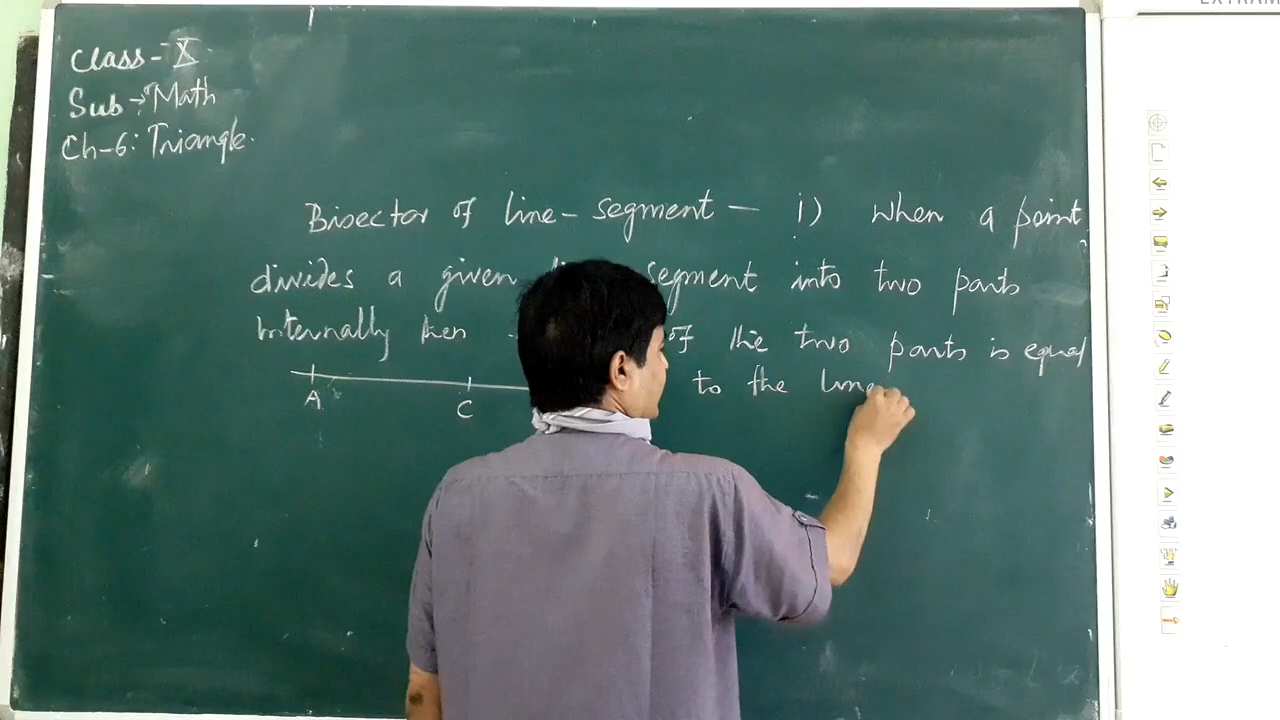 EXTRAM
Class - X
Sub → Math
Ch-6: Triangle.
Bisector of line-segment — i) When a point
divides a given segment into two parts
internally then of the two parts is equal
to the line
A C